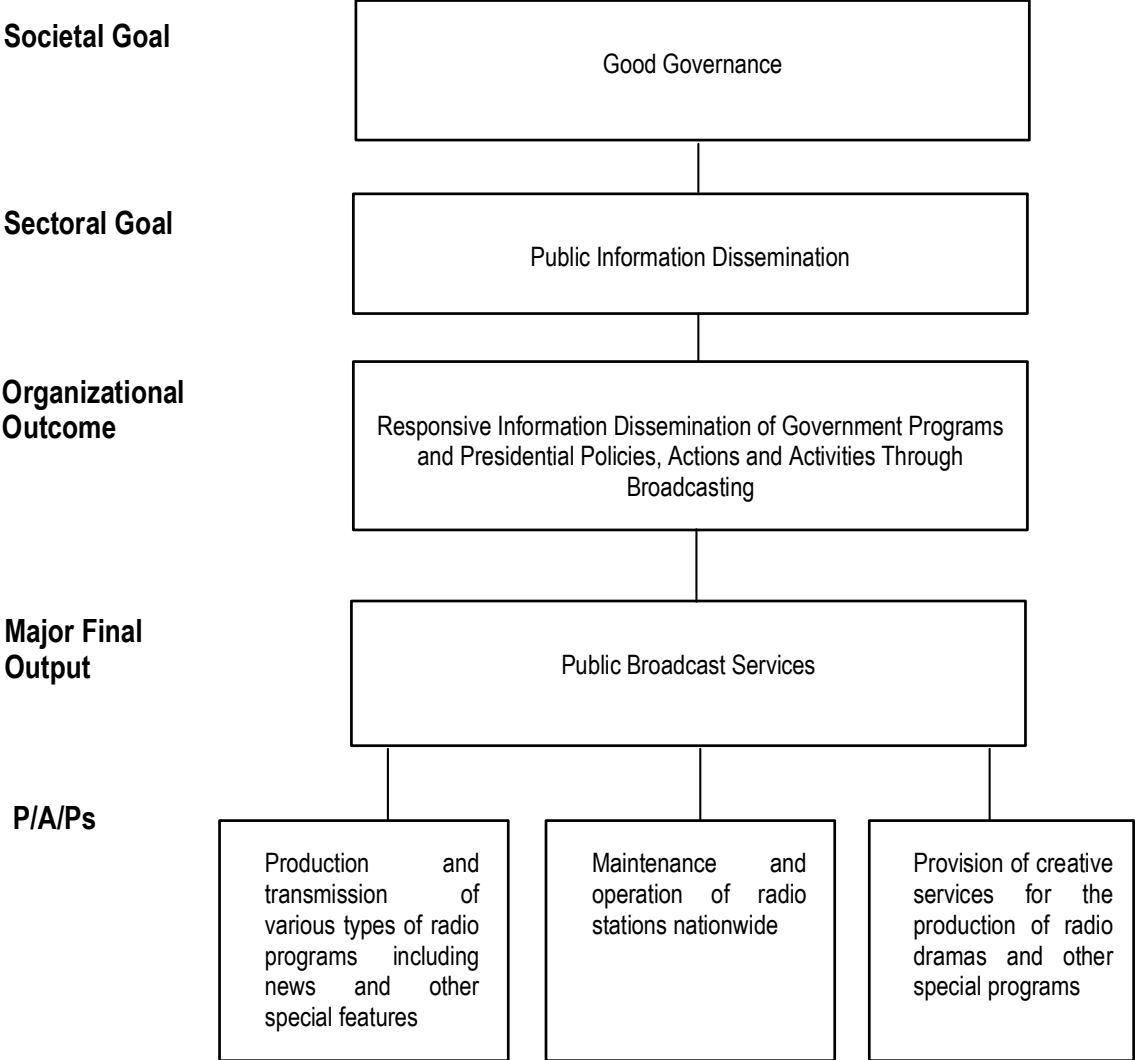 Societal Goal
Good Governance
Sectoral Goal
Public Information Dissemination
Organizational
Outcome
Responsive Information Dissemination of Government Programs
and Presidential Policies, Actions and Activities Through
Broadcasting
Major Final
Output
Public Broadcast Services
P/A/Ps
Production and
transmission of
various types of radio
programs including
news and other
special features
Maintenance and
operation of radio
stations nationwide
Provision of creative
services for the
production of radio
dramas and other
special programs